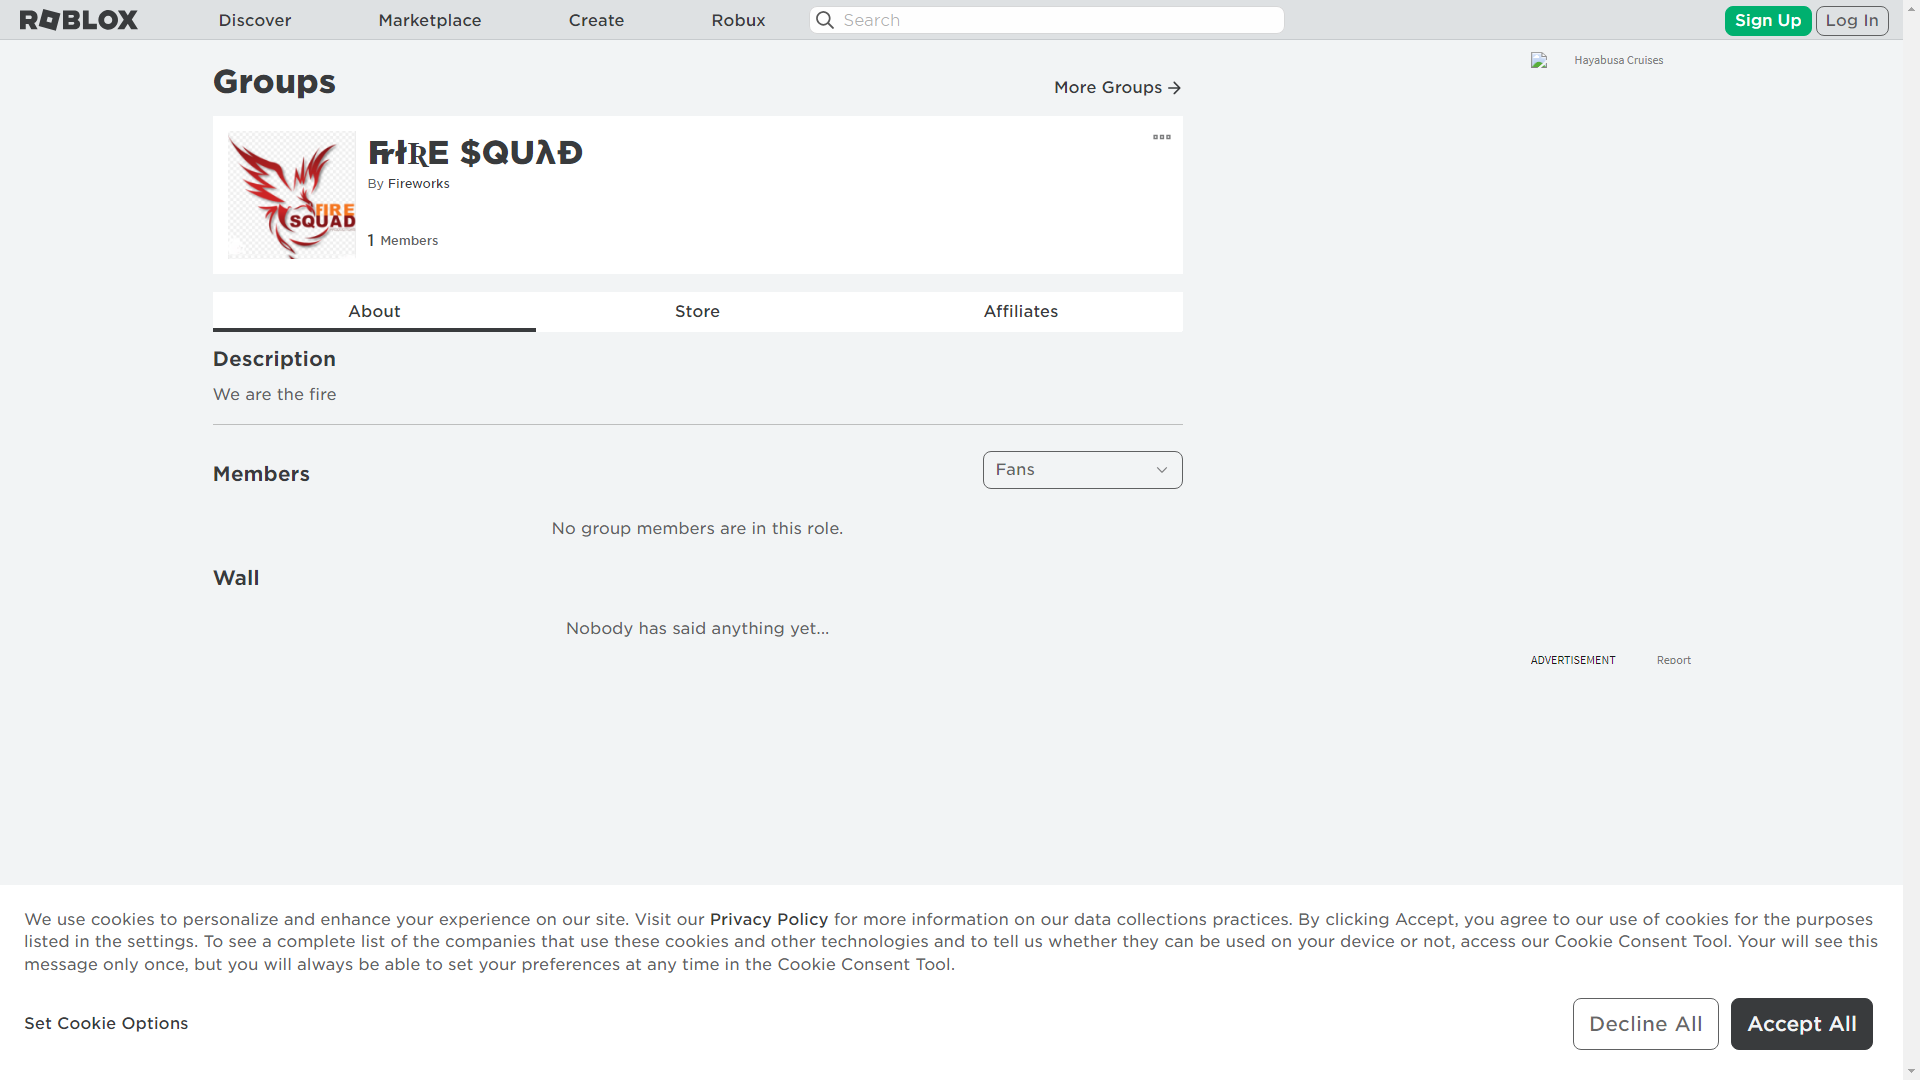 ROBLOX
Discover
Marketplace
Create
Robux
Search
Sign Up
Log In
Groups
More Groups
FIRE
SQUAD
F̶ɨɨƦE $QUλÐ
By Fireworks
1 Members
Hayabusa Cruises
About
Store
Affiliates
Description
We are the fire
Members
Fans
No group members are in this role.
Wall
Nobody has said anything yet...
ADVERTISEMENT
Report
We use cookies to personalize and enhance your experience on our site. Visit our Privacy Policy for more information on our data collections practices. By clicking Accept, you agree to our use of cookies for the purposes
listed in the settings. To see a complete list of the companies that use these cookies and other technologies and to tell us whether they can be used on your device or not, access our Cookie Consent Tool. Your will see this
message only once, but you will always be able to set your preferences at any time in the Cookie Consent Tool.
Set Cookie Options
Decline All
Accept All